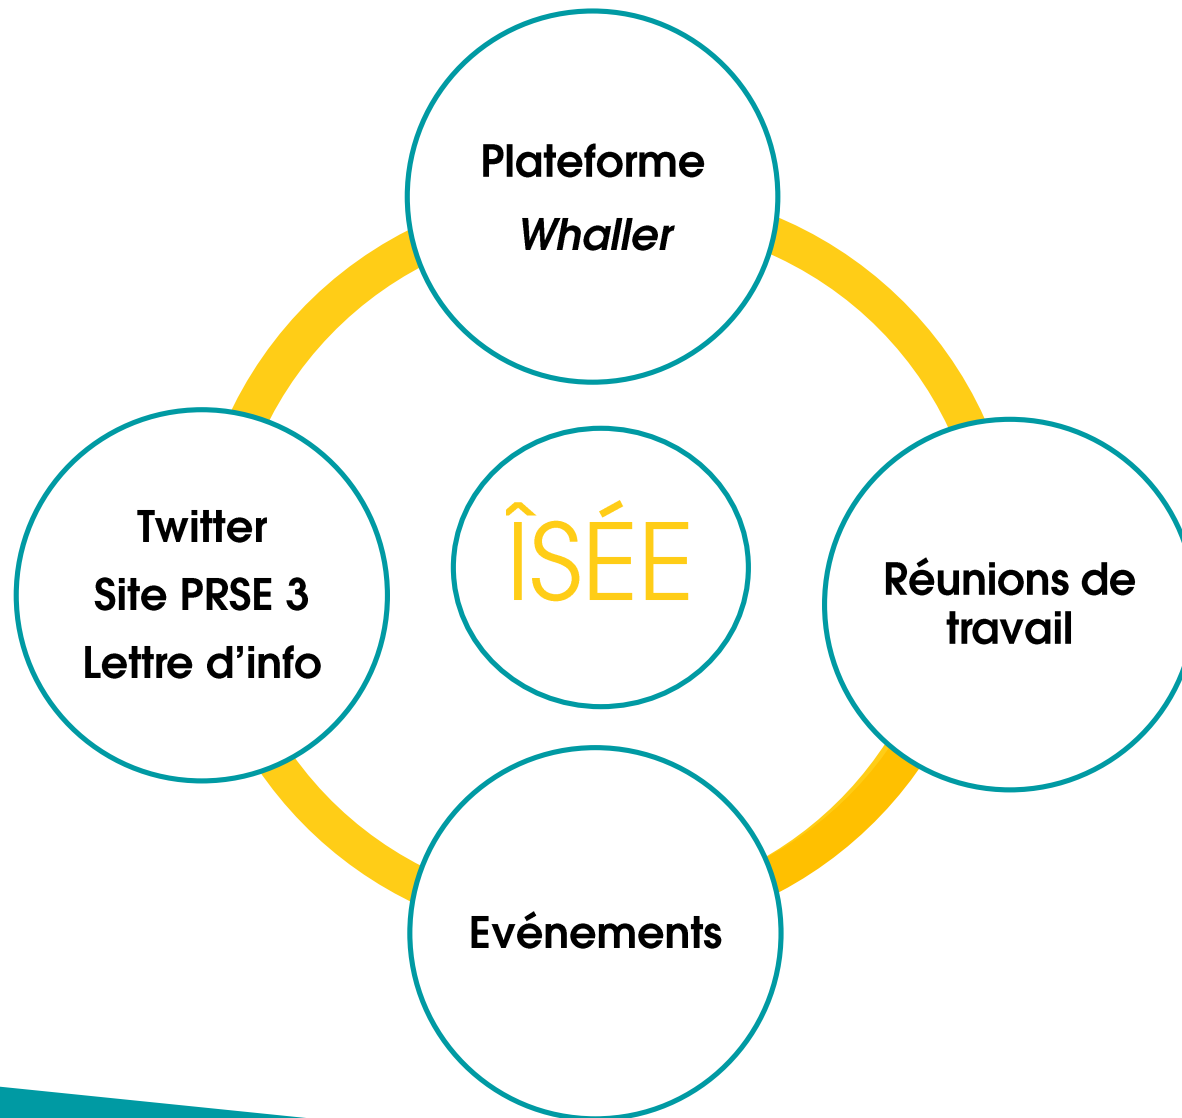 Plateforme
Whaller
Twitter
Site PRSE 3
Lettre d’info
ÎSÉE
Réunions de
travail
Evénements